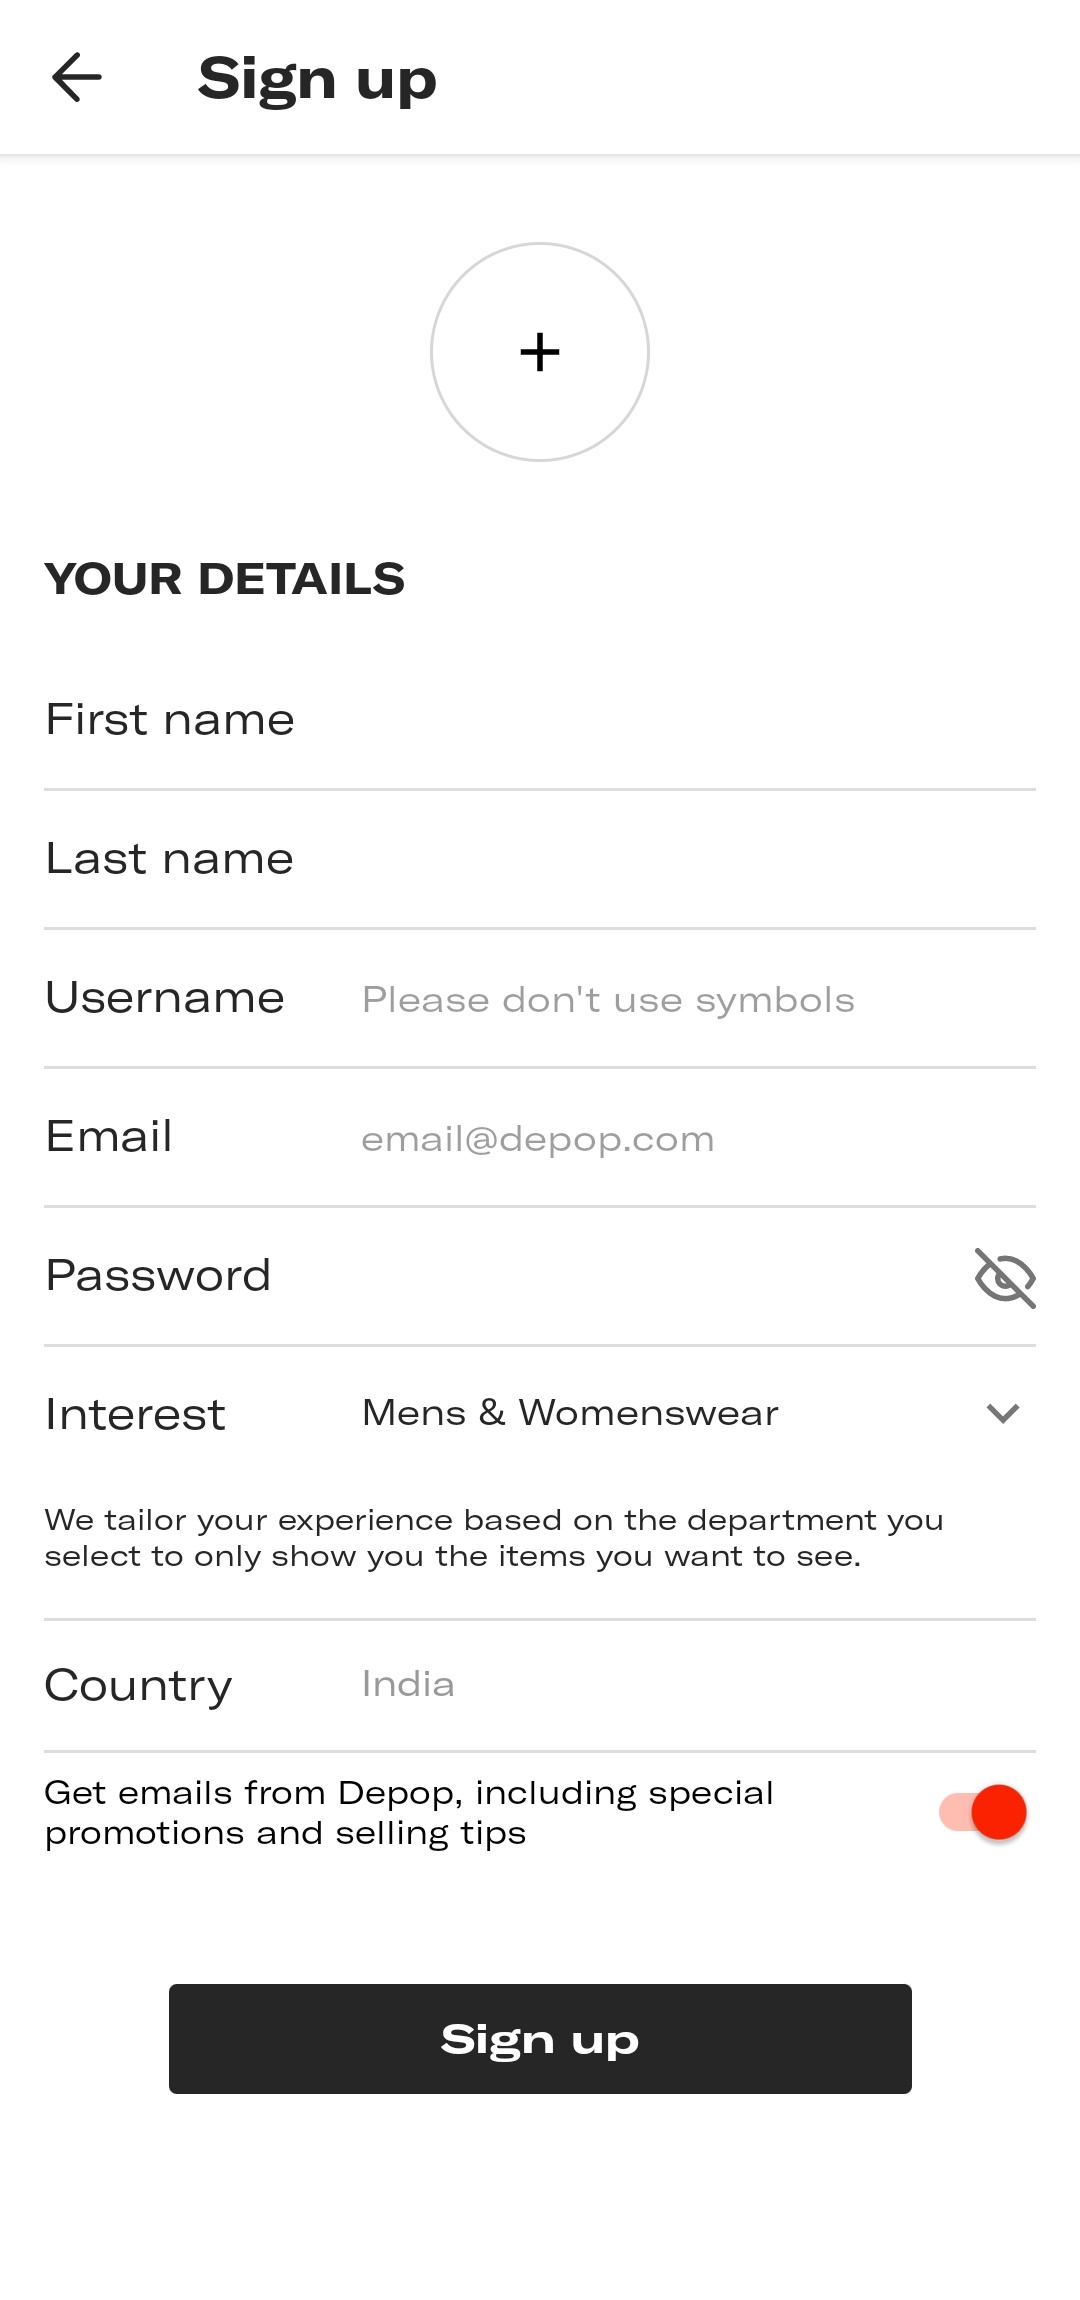 Sign up
YOUR DETAILS
First name
Last name
Username Please don't use symbols
Email email@depop.com
Password
Interest Mens & Womenswear
We tailor your experience based on the department you
select to only show you the items you want to see.
Country India
Get emails from Depop, including special
promotions and selling tips
Sign up